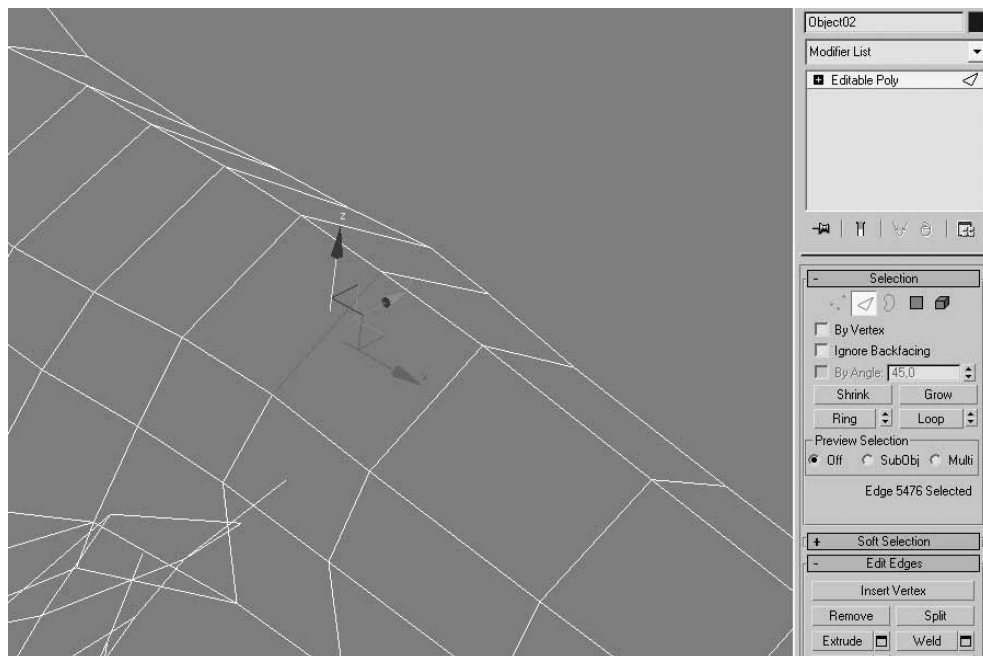 Object02
Modifier List
Editable Poly
z
x
- Selection
By Vertex
Ignore Backfacing
By Angle: 45,0
Shrink Grow
Ring Loop
Preview Selection
Off SubObj Multi
Edge 5476 Selected
+ Soft Selection
- Edit Edges
Insert Vertex
Remove Split
Extrude Weld